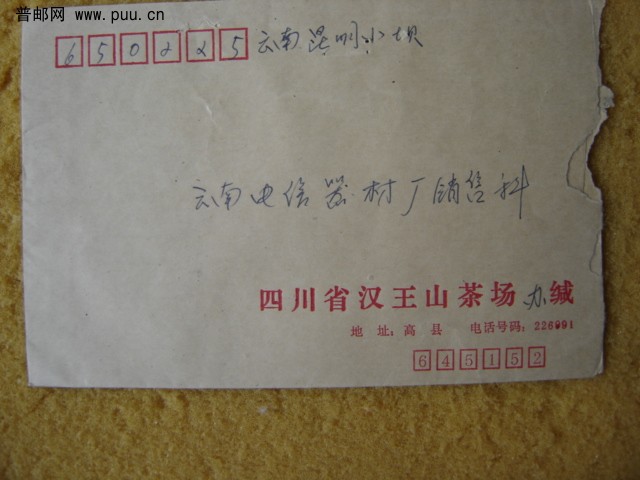 普邮网 www.puu.cn
650225 云南昆明小坝
云南电信器材厂销售科
四川省汉王山茶场办缄
地 址:高 县 电话号码:226991
645152